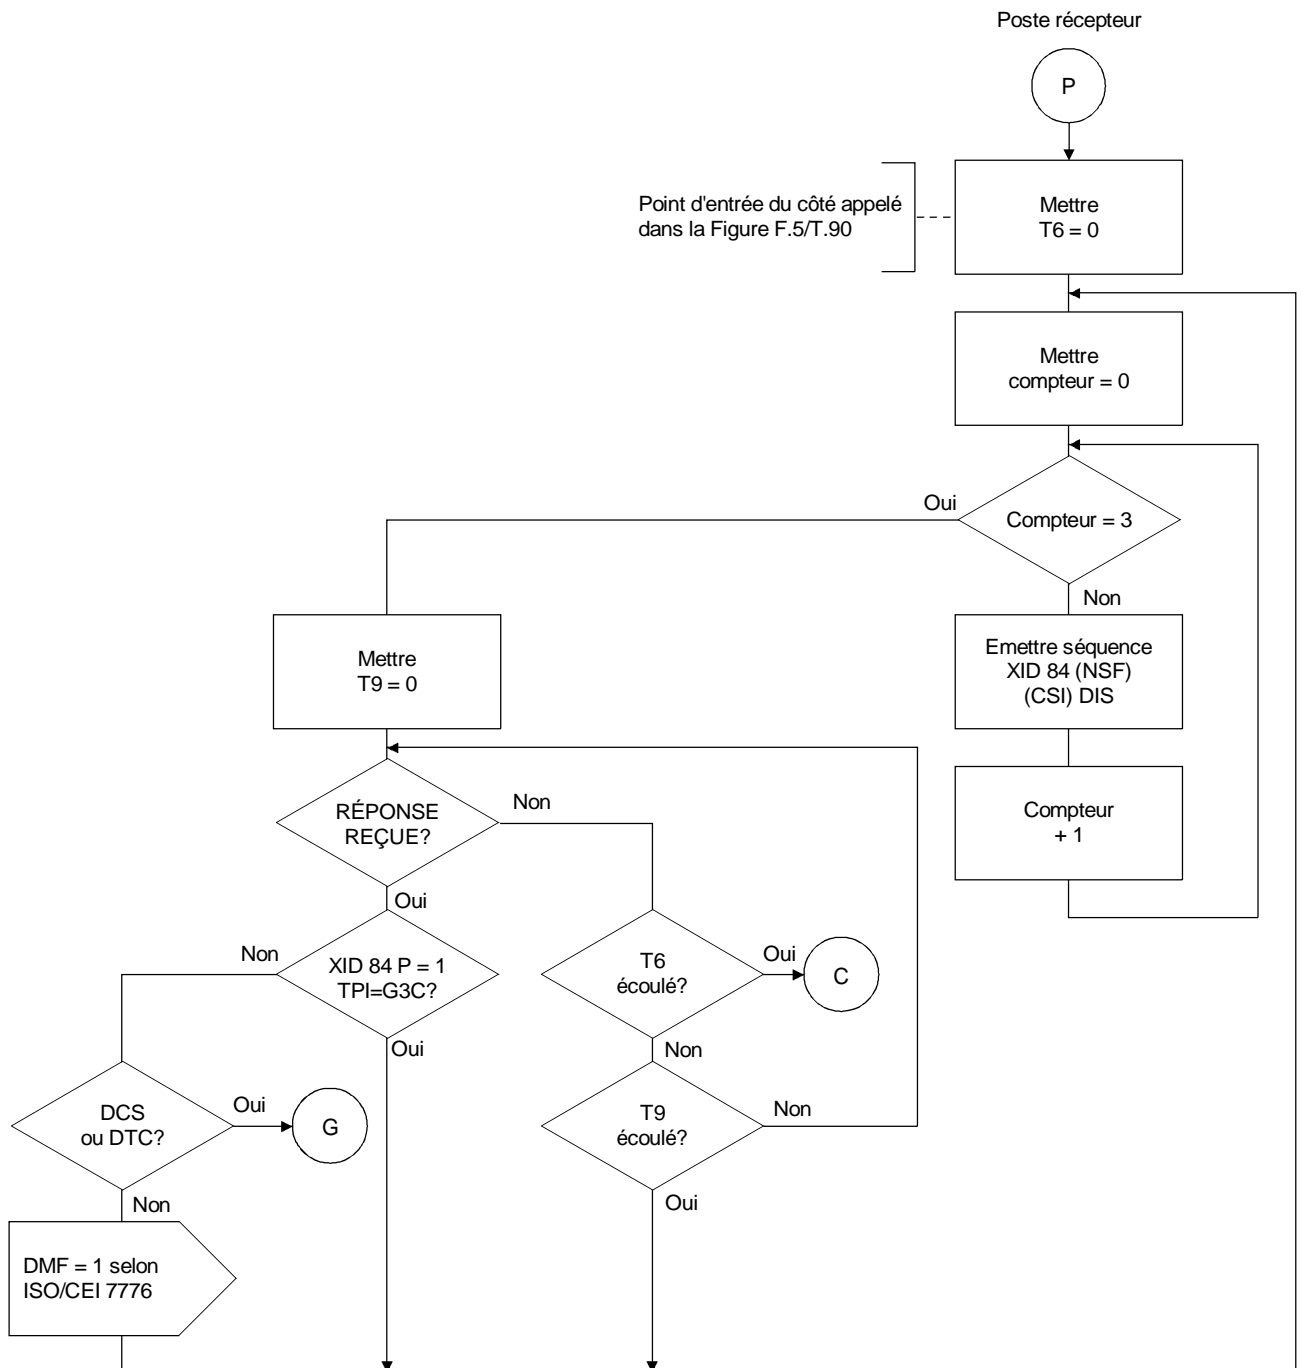 Poste récepteur
P
Point d'entrée du côté appelé
dans la Figure F.5/T.90
Mettre
T6 = 0
Mettre
compteur = 0
Oui
Compteur = 3
Non
Mettre
T9 = 0
Emettre séquence
XID 84 (NSF)
(CSI) DIS
RÉPONSE
REÇUE?
Non
Compteur
+ 1
Oui
Non
XID 84 P = 1
TPI=G3C?
T6
écoulé?
Oui
C
Oui
Non
DCS
ou DTC?
Oui
G
T9
écoulé?
Non
Non
Oui
DMF = 1 selon
ISO/CEI 7776